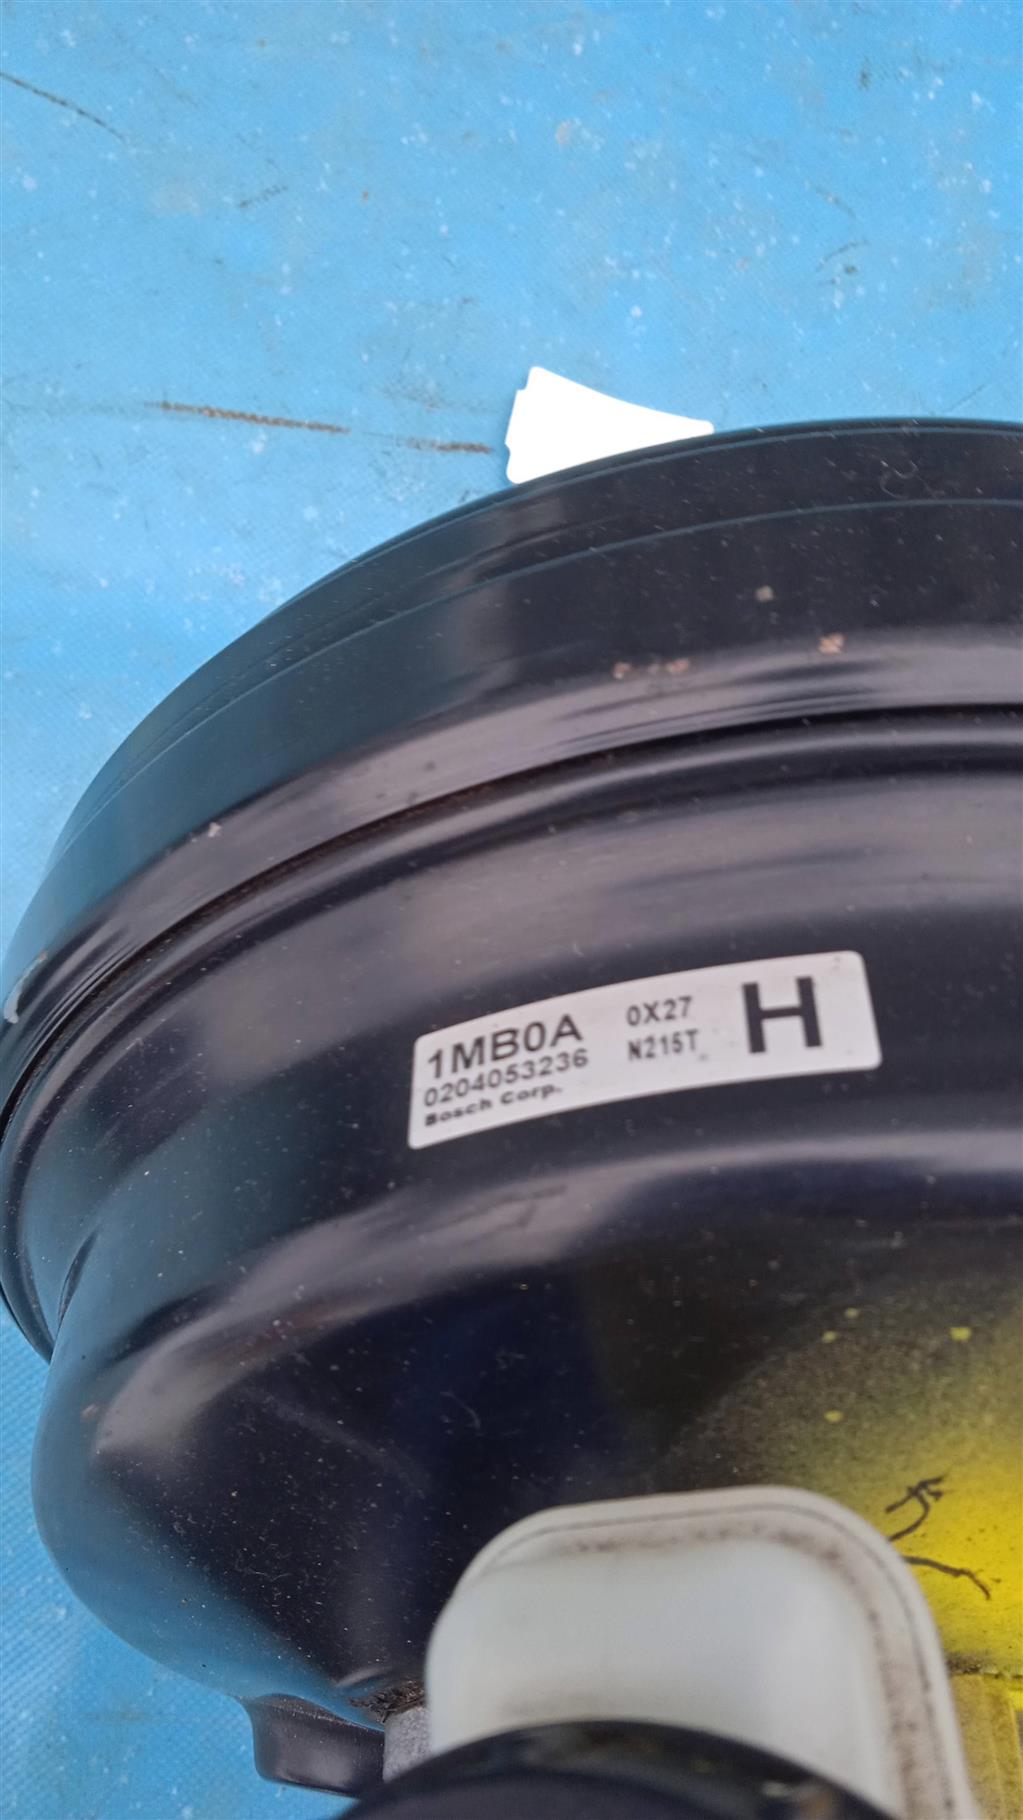 1MB0A 0X27 H
0204053236 N215T
Bosch Corp.